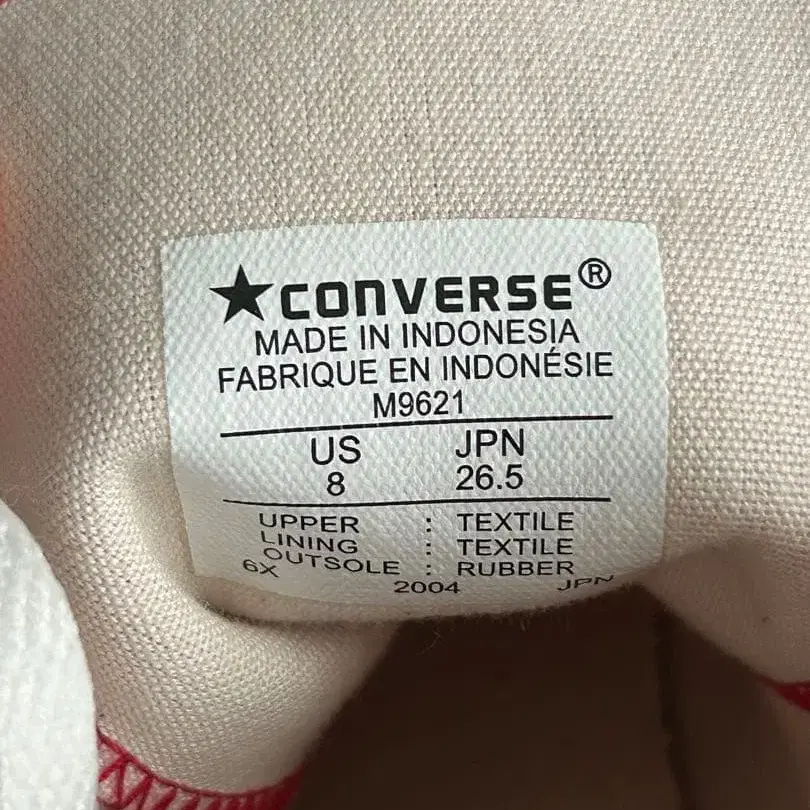 ★CONVERSE®
MADE IN INDONESIA
FABRIQUE EN INDONÉSIE
M9621
US JPN
8 26.5
UPPER : TEXTILE
LINING : TEXTILE
OUTSOLE : RUBBER
6X 2004 JPN